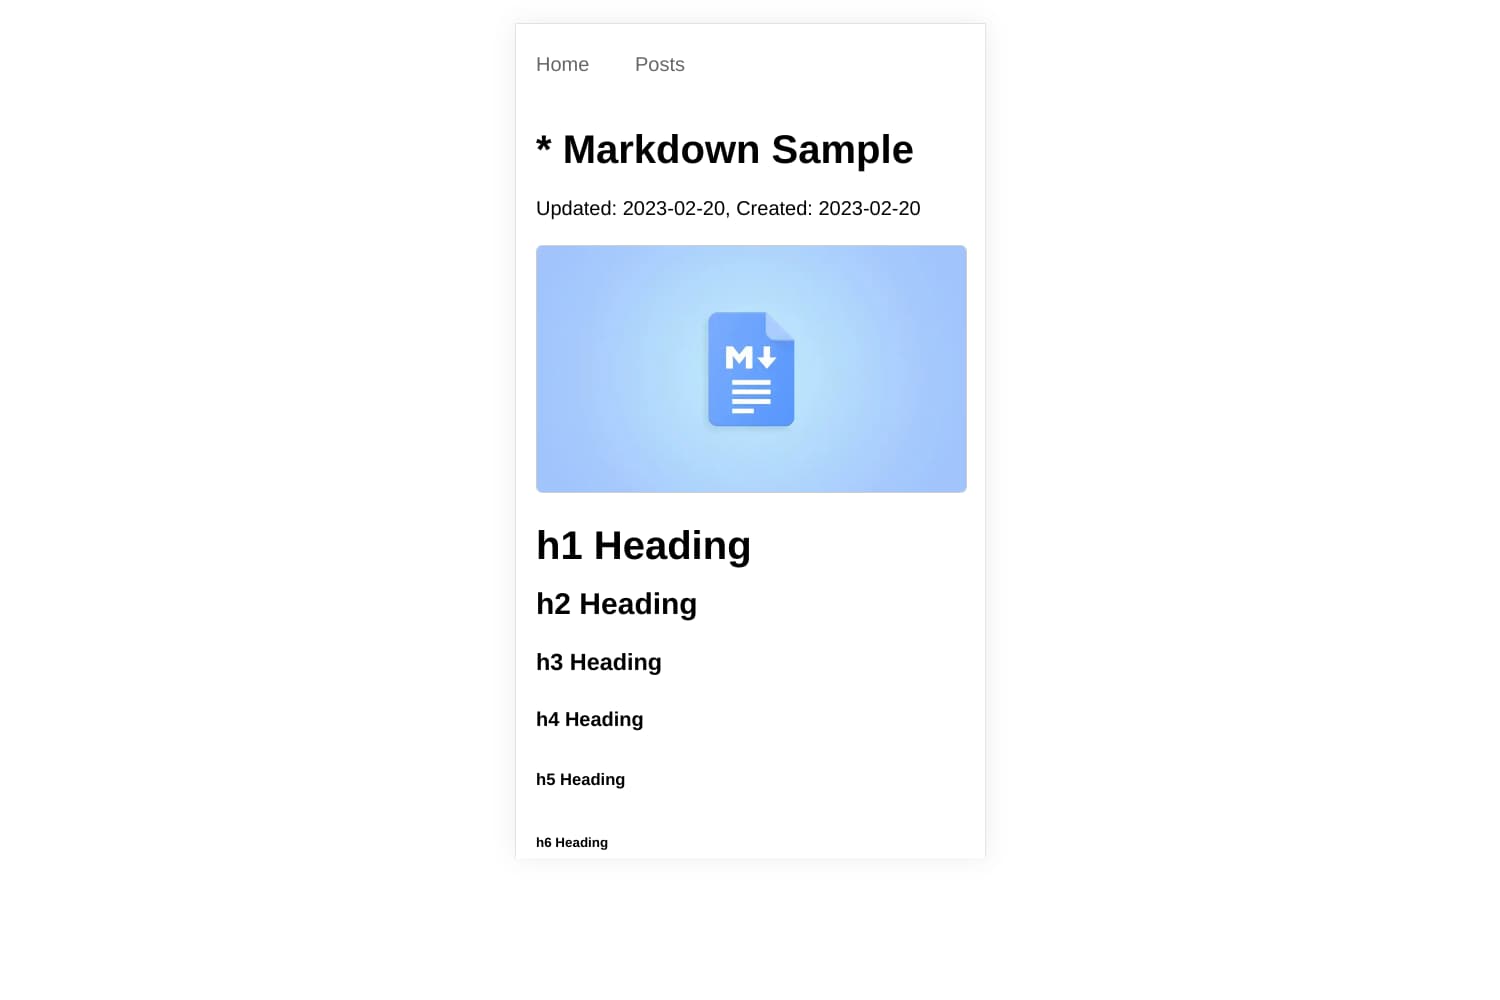 Home Posts
* Markdown Sample
Updated: 2023-02-20, Created: 2023-02-20
M
h1 Heading
h2 Heading
h3 Heading
h4 Heading
h5 Heading
h6 Heading